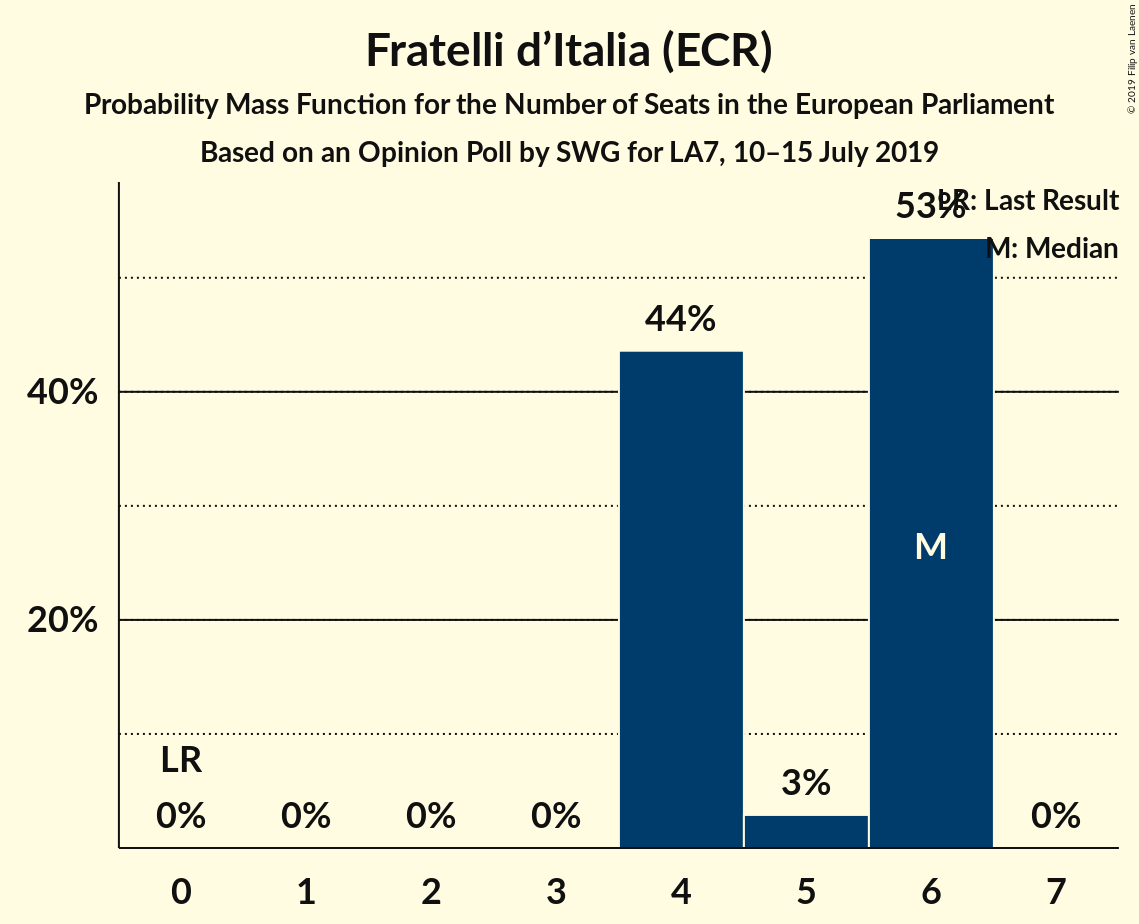 Fratelli d’Italia (ECR)
Probability Mass Function for the Number of Seats in the European Parliament
Based on an Opinion Poll by SWG for LA7, 10–15 July 2019
© 2019 Filip van Laenen
LR: Last Result
M: Median
53%
44%
40%
M
20%
LR
3%
0% 0% 0% 0% 0%
0 1 2 3 4 5 6 7